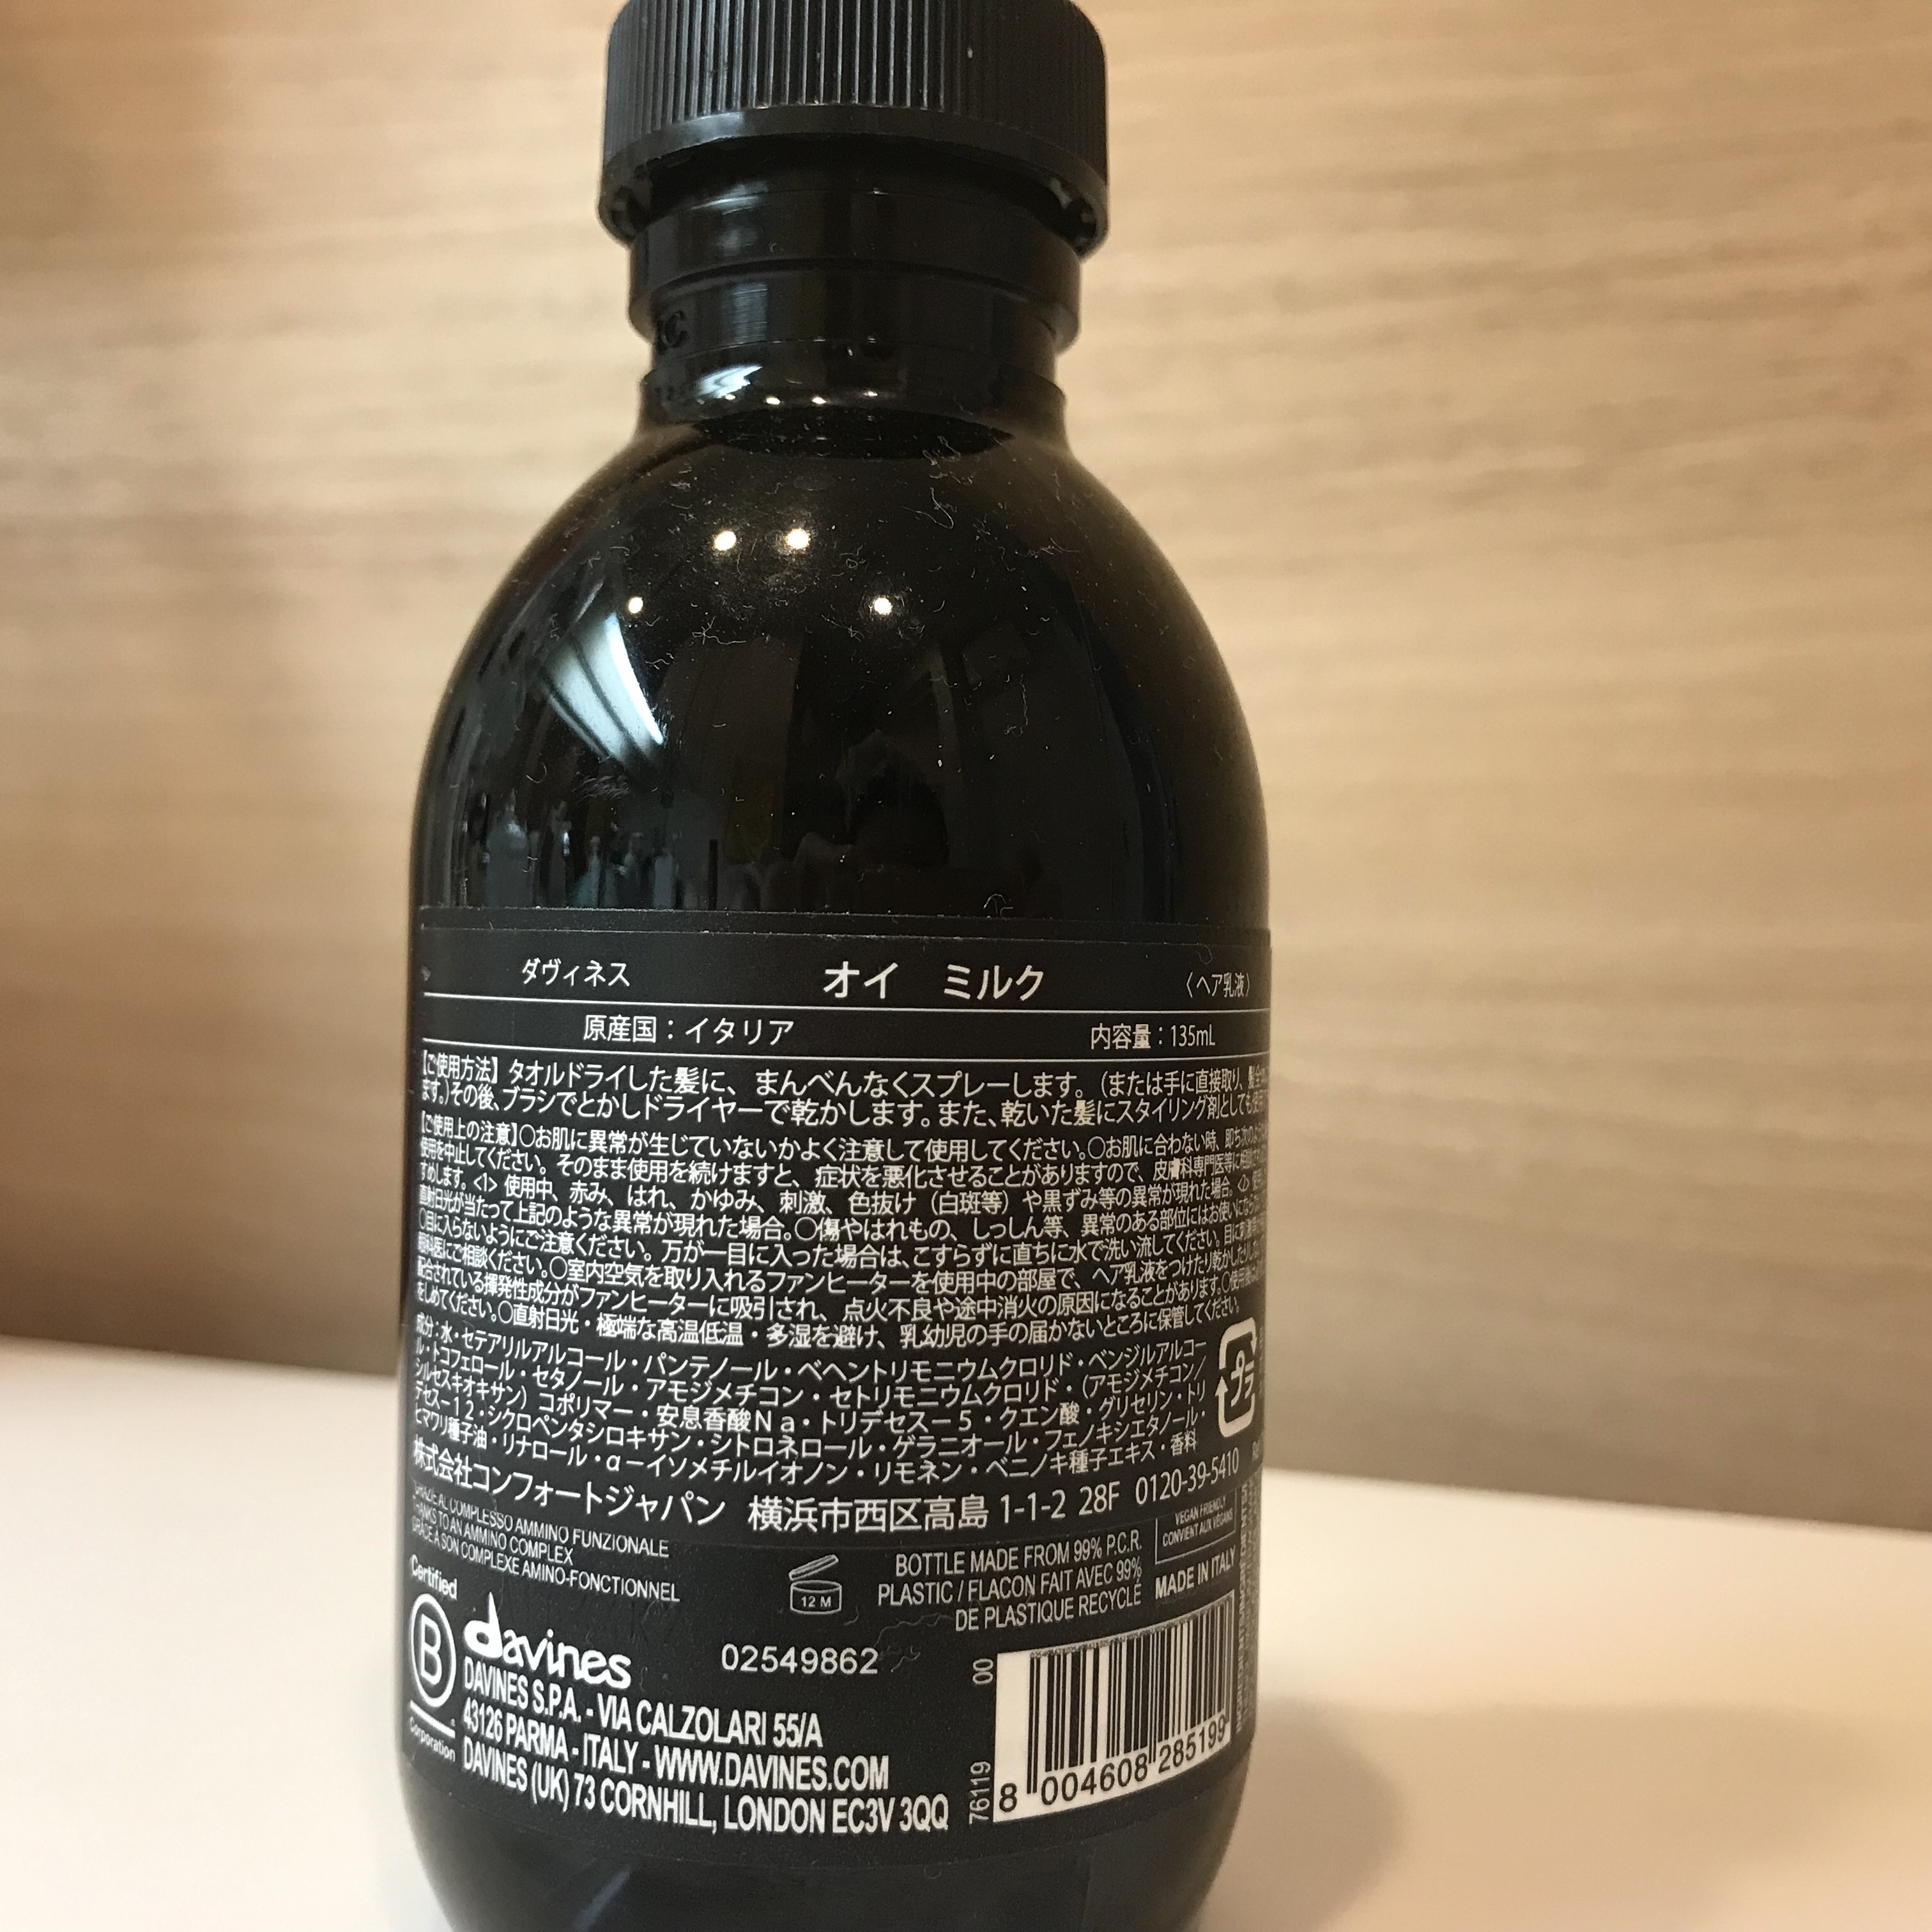 ダヴィネス オイ ミルク 〈ヘア乳液〉
原産国：イタリア 内容量：135mL
【ご使用方法】タオルドライした髪に、まんべんなくスプレーします。（または手に直接取り、髪全
ます。）その後、ブラシでとかしドライヤーで乾かします。また、乾いた髪にスタイリング剤としても使用
【ご使用上の注意】○お肌に異常が生じていないかよく注意して使用してください。○お肌に合わない時、即ち次のような
使用を中止してください。そのまま使用を続けますと、症状を悪化させることがありますので、皮膚科専門医等に相談
すめします。<1> 使用中、赤み、はれ、かゆみ、刺激、色抜け（白斑等）や黒ずみ等の異常が現れた場合。
直射日光が当たって上記のような異常が現れた場合。○傷やはれもの、しっしん等、異常のある部位にはお使いにならない
○目に入らないようにご注意ください。万が一目に入った場合は、こすらずに直ちに水で洗い流してください。目に
眼科医にご相談ください。○室内空気を取り入れるファンヒーターを使用中の部屋で、ヘア乳液をつけたり乾かしたり
配合されている揮発性成分がファンヒーターに吸引され、点火不良や途中消火の原因になることがあります。○使用後は
をしめてください。○直射日光・極端な高温低温・多湿を避け、乳幼児の手の届かないところに保管してください。
成分：水・セテアリルアルコール・パンテノール・ベヘントリモニウムクロリド・ベンジルアルコー
ル・トコフェロール・セタノール・アモジメチコン・セトリモニウムクロリド・（アモジメチコン／
シルセスキオキサン）コポリマー・安息香酸Ｎａ・トリデセス－５・クエン酸・グリセリン・トリ
デセス－１２・シクロペンタシロキサン・シトロネロール・ゲラニオール・フェノキシエタノール・
ヒマワリ種子油・リナロール・α－イソメチルイオノン・リモネン・ベニノキ種子エキス・香料
プラ
株式会社コンフォートジャパン 横浜市西区高島 1-1-2 28F 0120-39-5410
GRAZIE AL COMPLESSO AMMINO FUNZIONALE
THANKS TO AN AMMINO COMPLEX
GRÂCE À SON COMPLEXE AMINO-FONCTIONNEL
12 M
BOTTLE MADE FROM 99% P.C.R.
PLASTIC / FLACON FAIT AVEC 99%
DE PLASTIQUE RECYCLÉ
VEGAN FRIENDLY
CONVIENT AUX VEGANS
MADE IN ITALY
Certified
B
Corporation
davines
02549862
DAVINES S.P.A. - VIA CALZOLARI 55/A
43126 PARMA - ITALY - WWW.DAVINES.COM
DAVINES (UK) 73 CORNHILL, LONDON EC3V 3QQ
76119 00
8 004608 285199